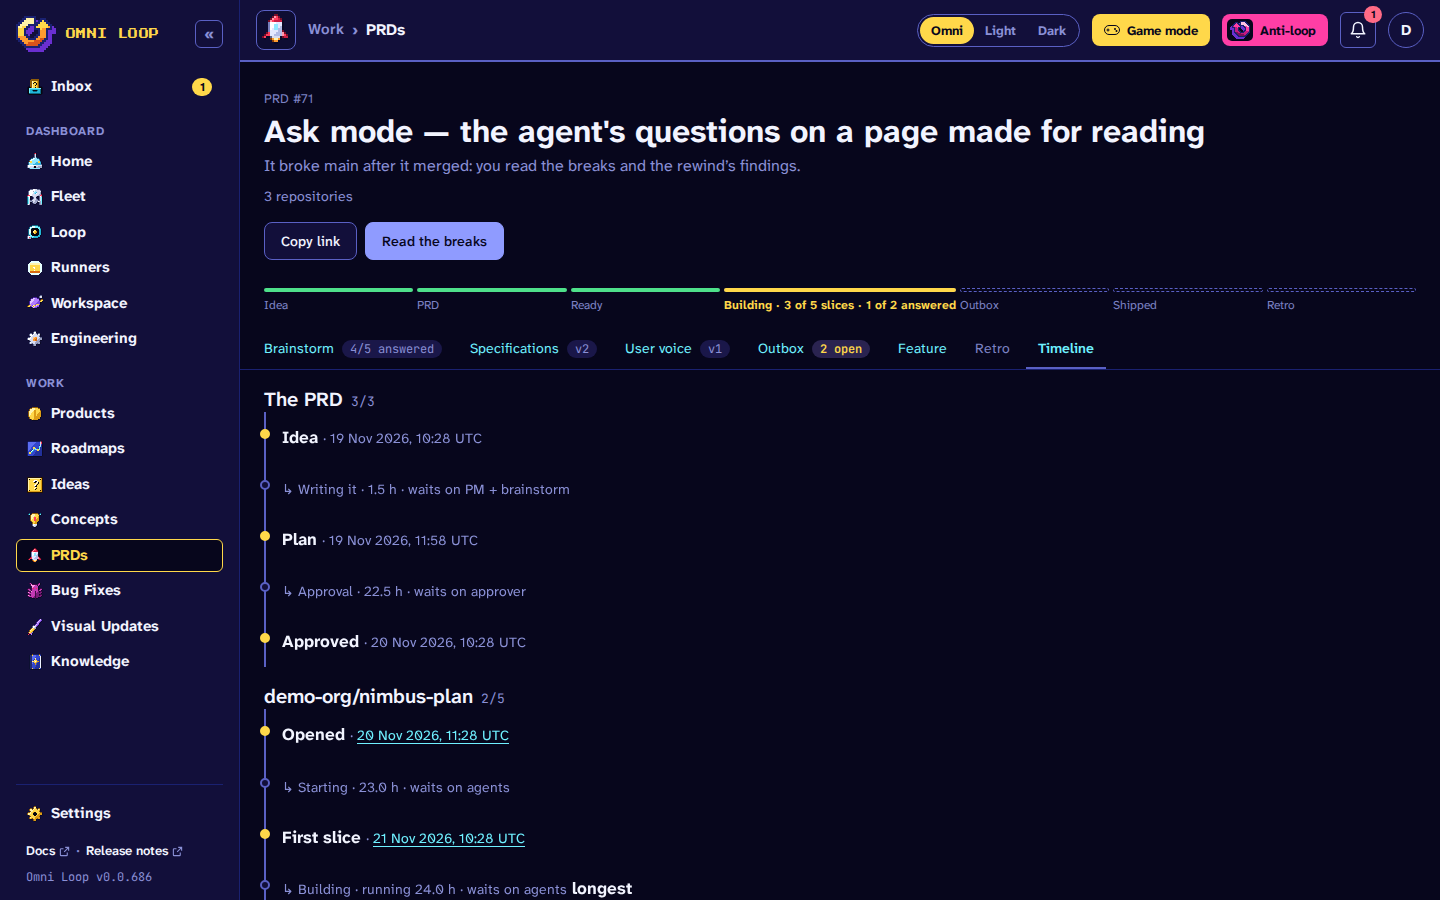 OMNI LOOP
«
Inbox
1
DASHBOARD
Home
Fleet
Loop
Runners
Workspace
Engineering
WORK
Products
Roadmaps
Ideas
Concepts
PRDs
Bug Fixes
Visual Updates
Knowledge
Settings
Docs · Release notes
Omni Loop v0.0.686
Work › PRDs
Omni Light Dark
Game mode
Anti-loop
1
D
PRD #71
Ask mode — the agent's questions on a page made for reading
It broke main after it merged: you read the breaks and the rewind's findings.
3 repositories
Copy link
Read the breaks
Idea
PRD
Ready
Building · 3 of 5 slices · 1 of 2 answered
Outbox
Shipped
Retro
Brainstorm 4/5 answered
Specifications v2
User voice v1
Outbox 2 open
Feature
Retro
Timeline
The PRD 3/3
Idea · 19 Nov 2026, 10:28 UTC
↳ Writing it · 1.5 h · waits on PM + brainstorm
Plan · 19 Nov 2026, 11:58 UTC
↳ Approval · 22.5 h · waits on approver
Approved · 20 Nov 2026, 10:28 UTC
demo-org/nimbus-plan 2/5
Opened · 20 Nov 2026, 11:28 UTC
↳ Starting · 23.0 h · waits on agents
First slice · 21 Nov 2026, 10:28 UTC
↳ Building · running 24.0 h · waits on agents longest